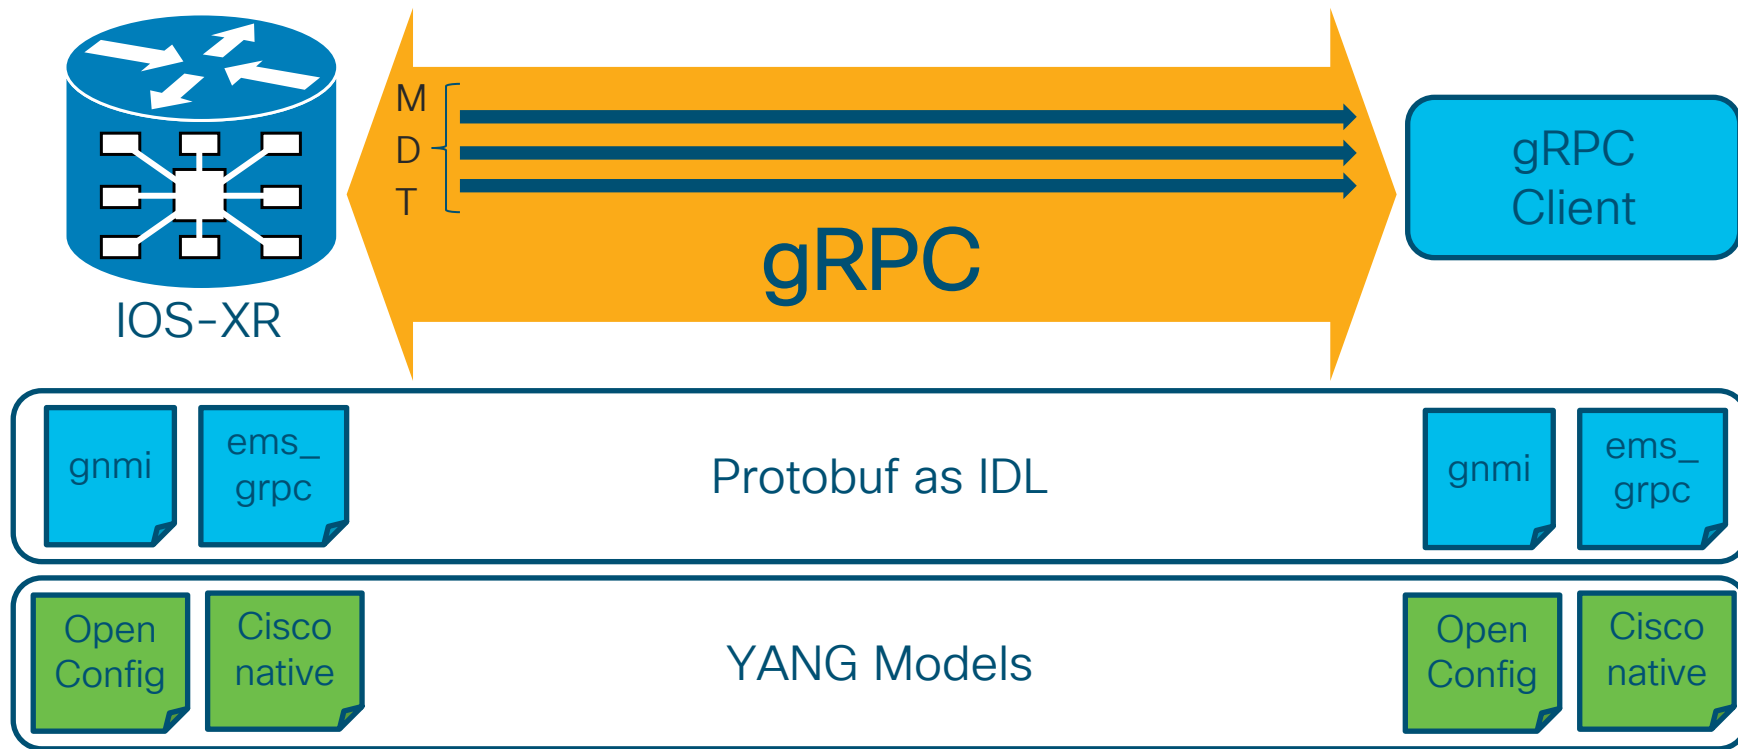 M
D
T
gRPC
IOS-XR
gRPC
Client
gnmi
ems_
grpc
Protobuf as IDL
gnmi
ems_
grpc
Open
Config
Cisco
native
YANG Models
Open
Config
Cisco
native